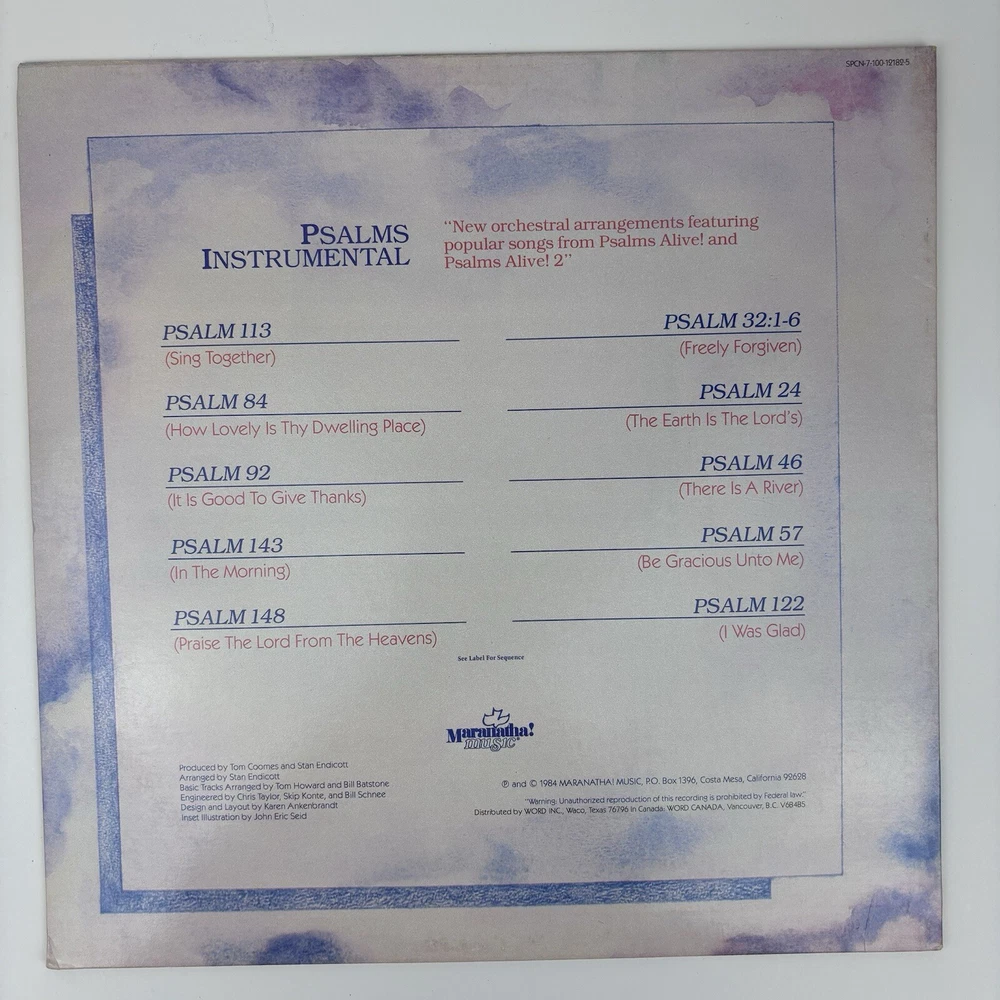 SPCN-7-100-12182-5
PSALMS
INSTRUMENTAL
"New orchestral arrangements featuring
popular songs from Psalms Alive! and
Psalms Alive! 2"
PSALM 113
(Sing Together)
PSALM 84
(How Lovely Is Thy Dwelling Place)
PSALM 92
(It Is Good To Give Thanks)
PSALM 143
(In The Morning)
PSALM 148
(Praise The Lord From The Heavens)
PSALM 32:1-6
(Freely Forgiven)
PSALM 24
(The Earth Is The Lord's)
PSALM 46
(There Is A River)
PSALM 57
(Be Gracious Unto Me)
PSALM 122
(I Was Glad)
See Label For Sequence
Maranatha!
music
Produced by Tom Coomes and Stan Endicott
Arranged by Stan Endicott
Basic Tracks Arranged by Tom Howard and Bill Batstone
Engineered by Chris Taylor, Skip Konte, and Bill Schnee
Design and Layout by Karen Ankenbrandt
Inset Illustration by John Eric Seid
℗ and © 1984 MARANATHA! MUSIC, P.O. Box 1396, Costa Mesa, California 92628
"Warning: Unauthorized reproduction of this recording is prohibited by Federal law."
Distributed by WORD INC., Waco, Texas 76796 In Canada: WORD CANADA, Vancouver, B.C. V6B4B5